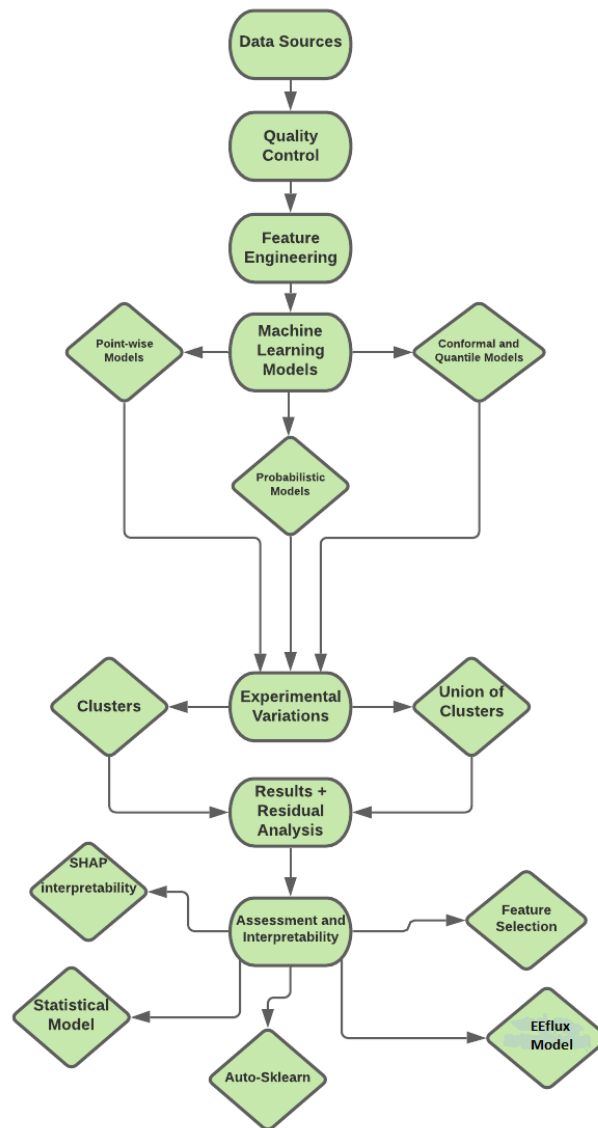 Data Sources
Quality
Control
Feature
Engineering
Machine
Learning
Models
Point-wise
Models
Conformal and
Quantile Models
Probabilistic
Models
Experimental
Variations
Clusters
Union of
Clusters
Results +
Residual
Analysis
SHAP
interpretability
Assessment and
Interpretability
Feature
Selection
Statistical
Model
Auto-Sklearn
EEflux
Model